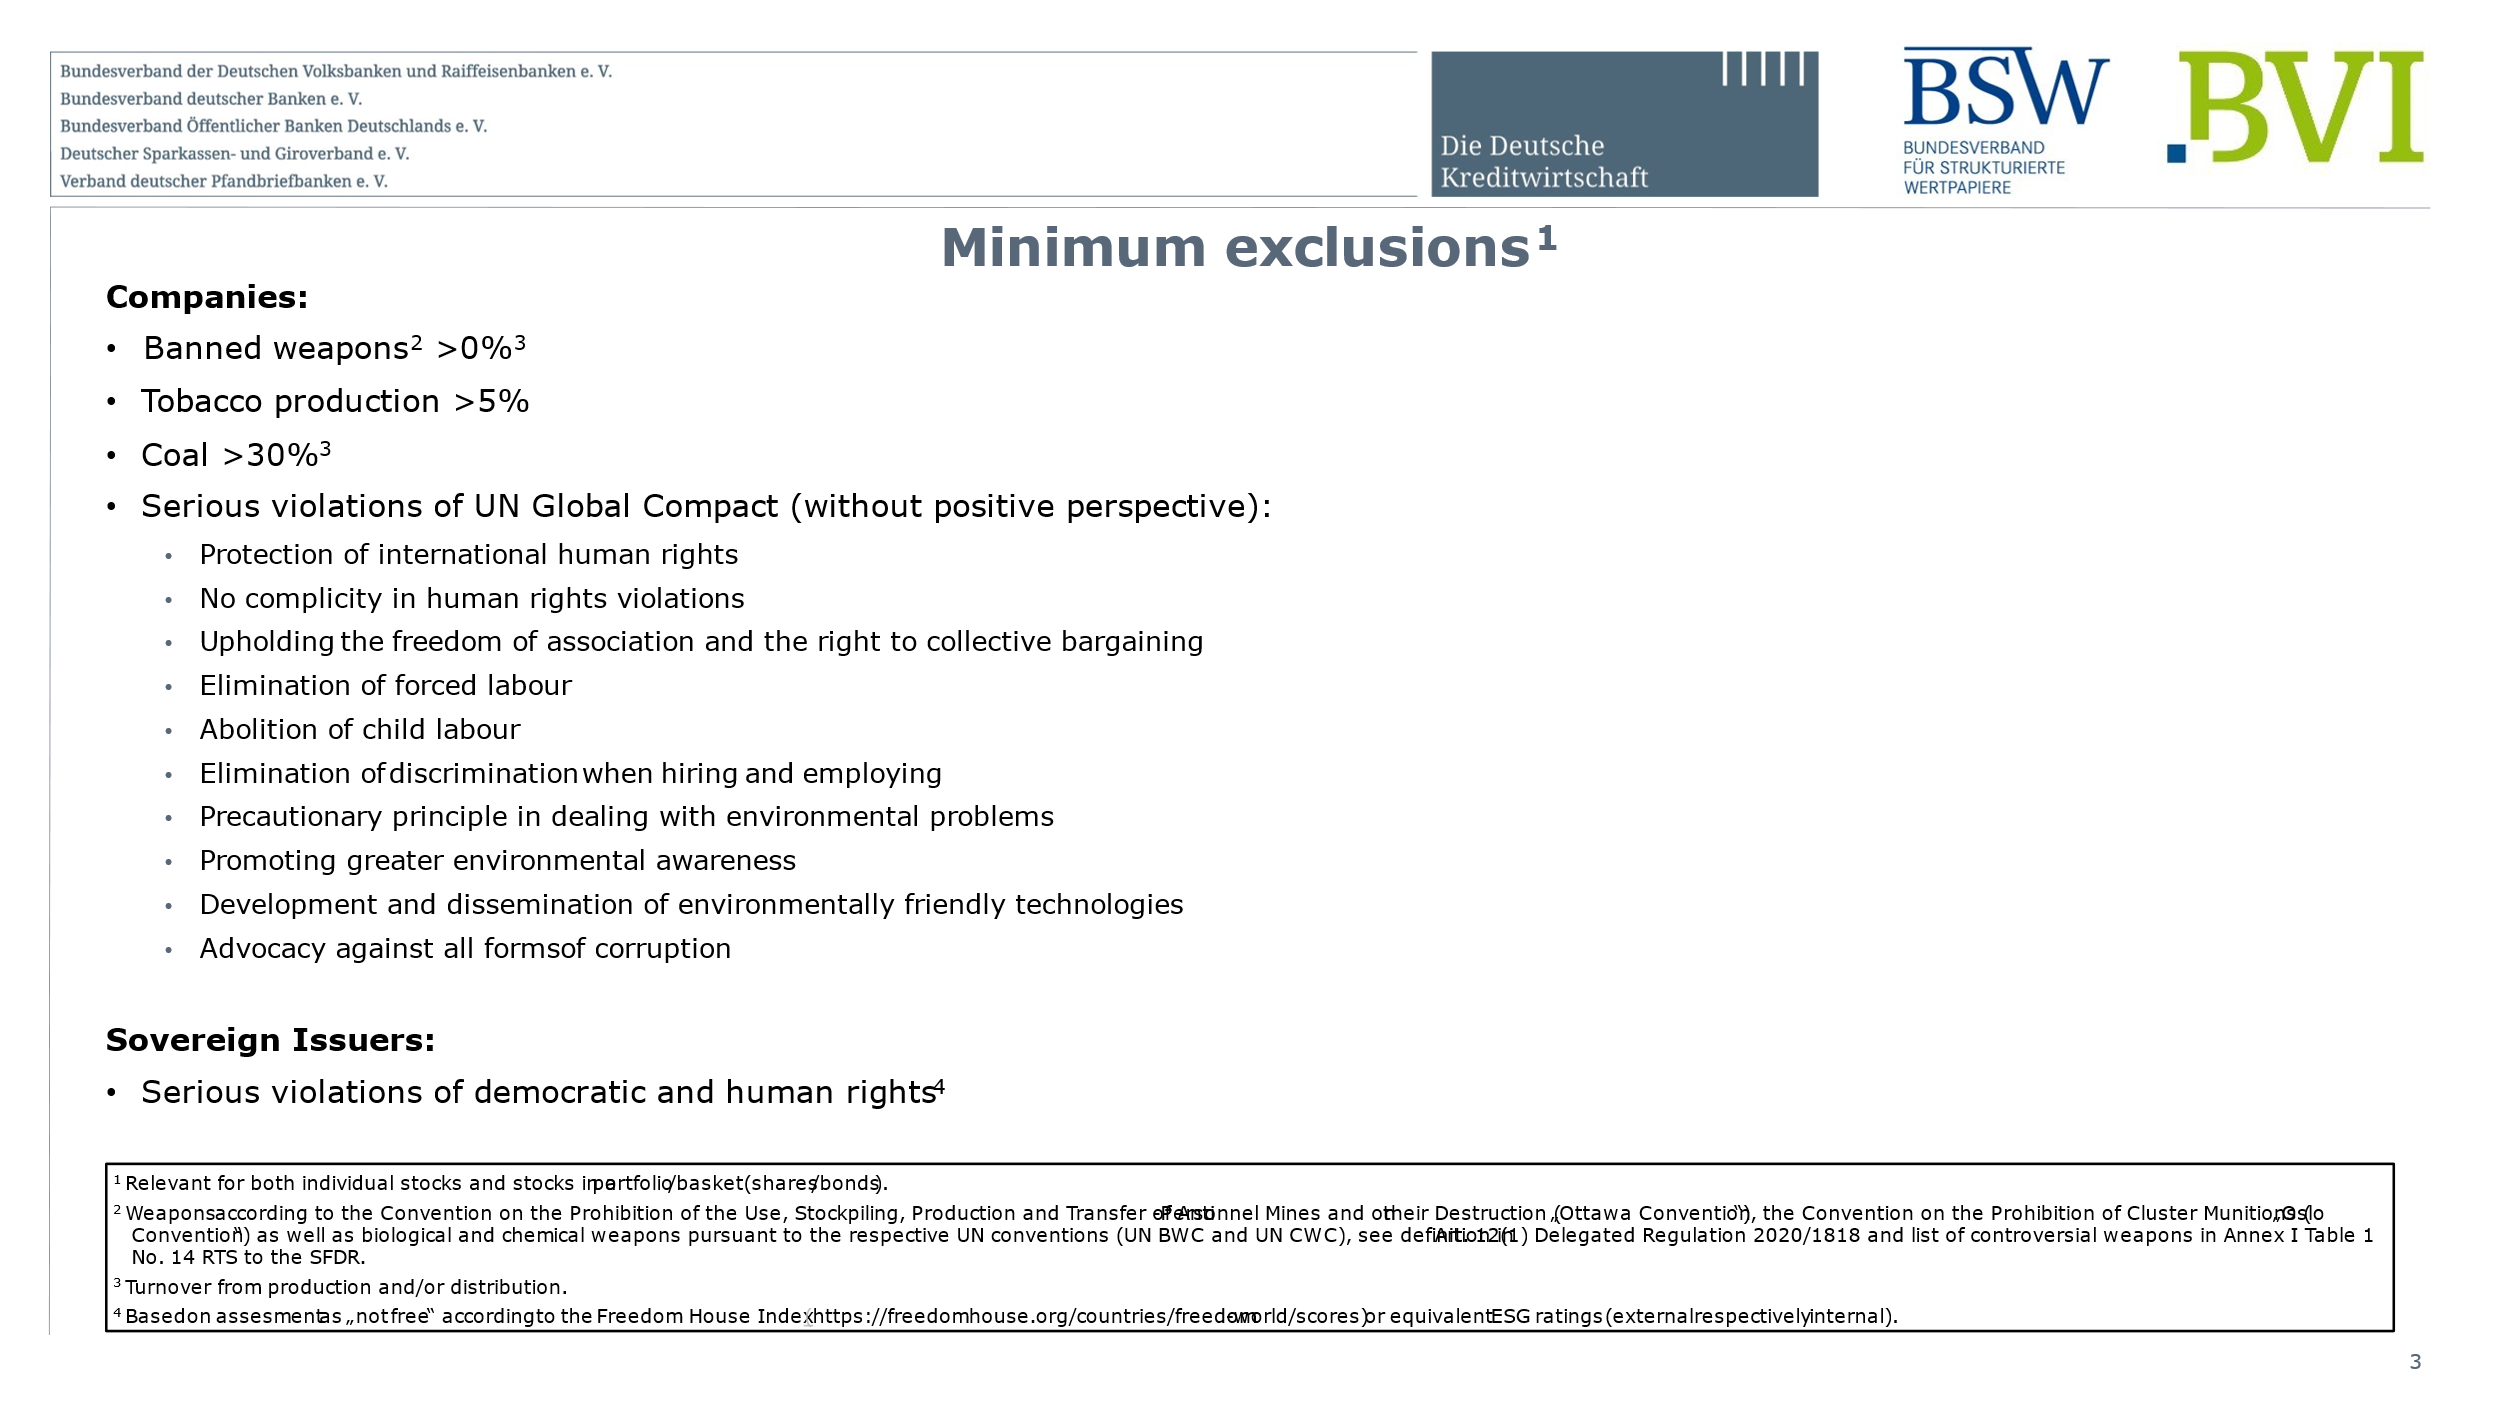 Bundesverband der Deutschen Volksbanken und Raiffeisenbanken e. V.
Bundesverband deutscher Banken e. V.
Bundesverband Öffentlicher Banken Deutschlands e. V.
Deutscher Sparkassen- und Giroverband e. V.
Verband deutscher Pfandbriefbanken e. V.
Die Deutsche
Kreditwirtschaft
BSW
BUNDESVERBAND
FÜR STRUKTURIERTE
WERTPAPIERE
.BVI
Minimum exclusions¹
Companies:
• Banned weapons² >0%³
• Tobacco production >5%
• Coal >30%³
• Serious violations of UN Global Compact (without positive perspective):
• Protection of international human rights
• No complicity in human rights violations
• Upholding the freedom of association and the right to collective bargaining
• Elimination of forced labour
• Abolition of child labour
• Elimination of discrimination when hiring and employing
• Precautionary principle in dealing with environmental problems
• Promoting greater environmental awareness
• Development and dissemination of environmentally friendly technologies
• Advocacy against all forms of corruption
Sovereign Issuers:
• Serious violations of democratic and human rights⁴
¹ Relevant for both individual stocks and stocks in a portfolio/basket (shares/bonds).
² Weapons according to the Convention on the Prohibition of the Use, Stockpiling, Production and Transfer of Anti-Personnel Mines and on their Destruction („Ottawa Convention“), the Convention on the Prohibition of Cluster Munitions („Oslo
Convention“) as well as biological and chemical weapons pursuant to the respective UN conventions (UN BWC and UN CWC), see definition in Art. 12(1) Delegated Regulation 2020/1818 and list of controversial weapons in Annex I Table 1
No. 14 RTS to the SFDR.
³ Turnover from production and/or distribution.
⁴ Based on assesment as „not free“ according to the Freedom House Index (https://freedomhouse.org/countries/freedom-world/scores) or equivalent ESG ratings (external respectively internal).
3